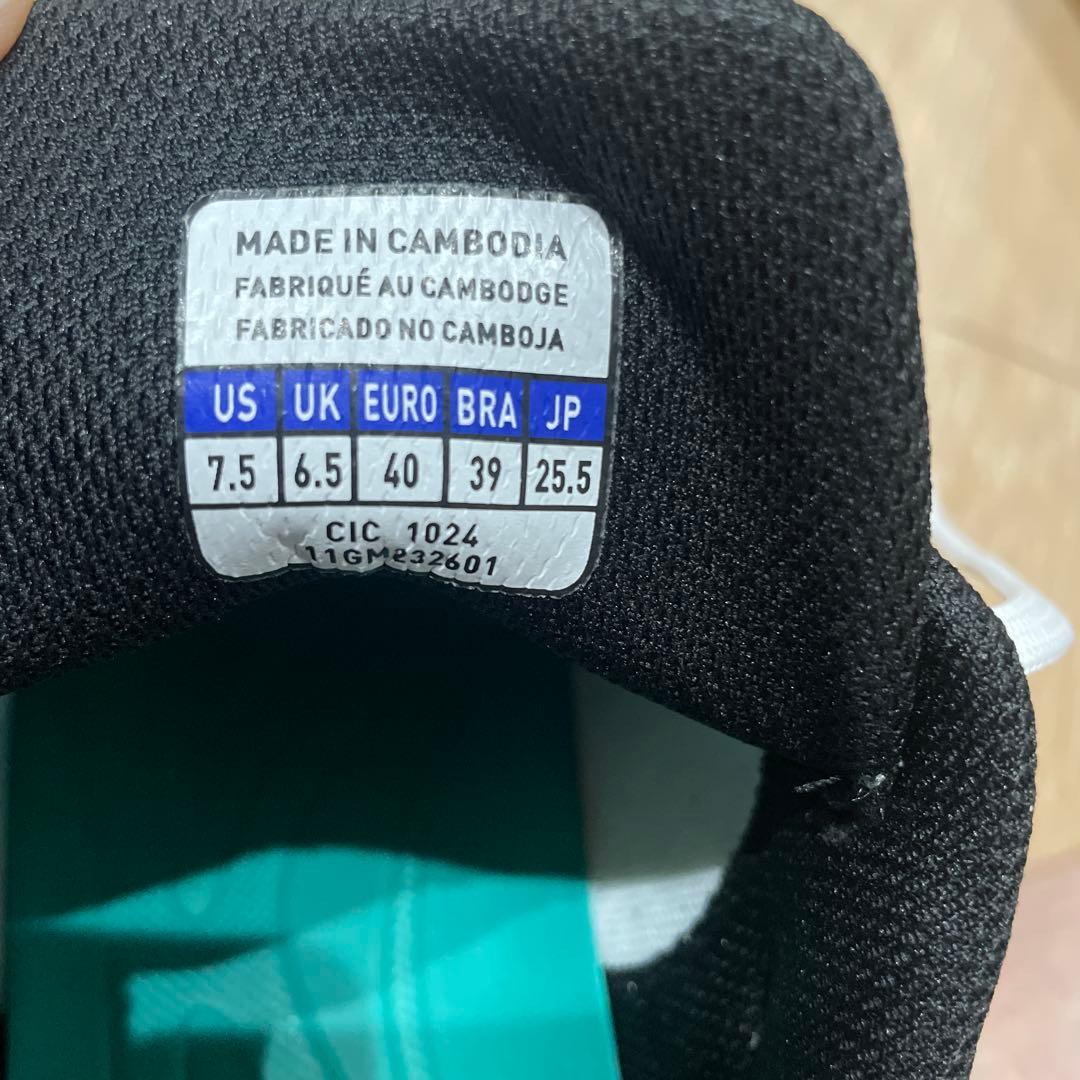 MADE IN CAMBODIA
FABRIQUÉ AU CAMBODGE
FABRICADO NO CAMBOJA
US UK EURO BRA JP
7.5 6.5 40 39 25.5
CIC 1024
11GM832601